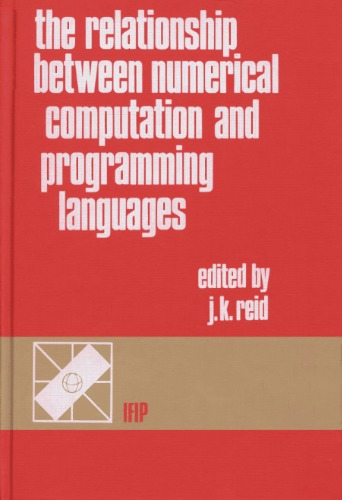 the relationship
between numerical
computation and
programming
languages
edited by
j.k. reid
IFIP